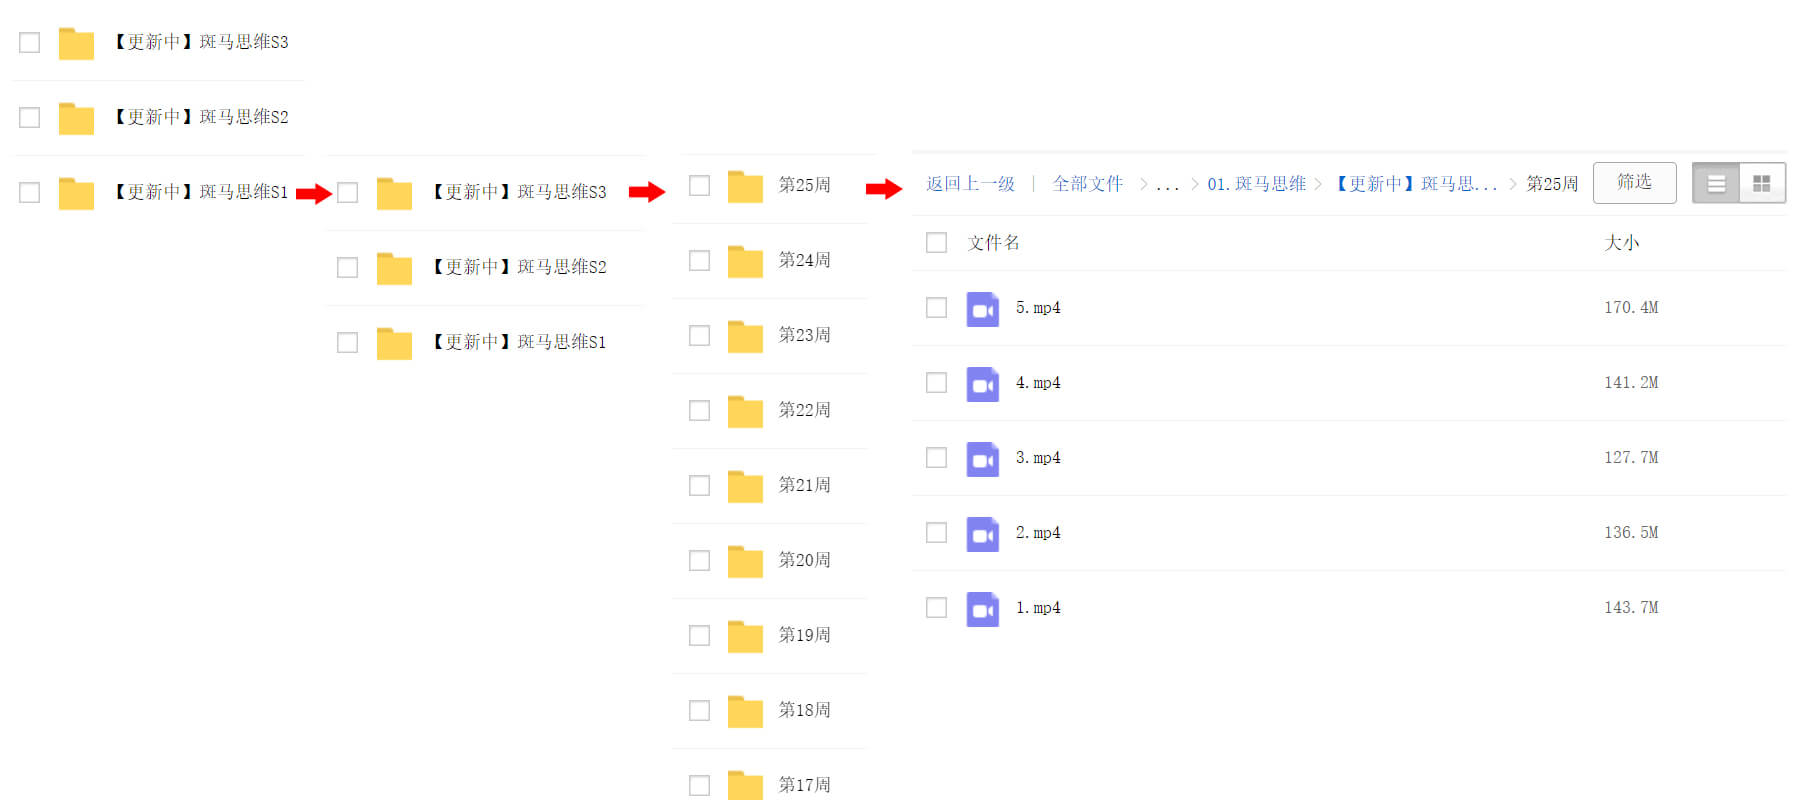 【更新中】斑马思维S3
【更新中】斑马思维S2
【更新中】斑马思维S1
【更新中】斑马思维S3
【更新中】斑马思维S2
【更新中】斑马思维S1
第25周
第24周
第23周
第22周
第21周
第20周
第19周
第18周
第17周
返回上一级 | 全部文件 > ... > 01.斑马思维 > 【更新中】斑马思... > 第25周 筛选
文件名 大小
5.mp4 170.4M
4.mp4 141.2M
3.mp4 127.7M
2.mp4 136.5M
1.mp4 143.7M